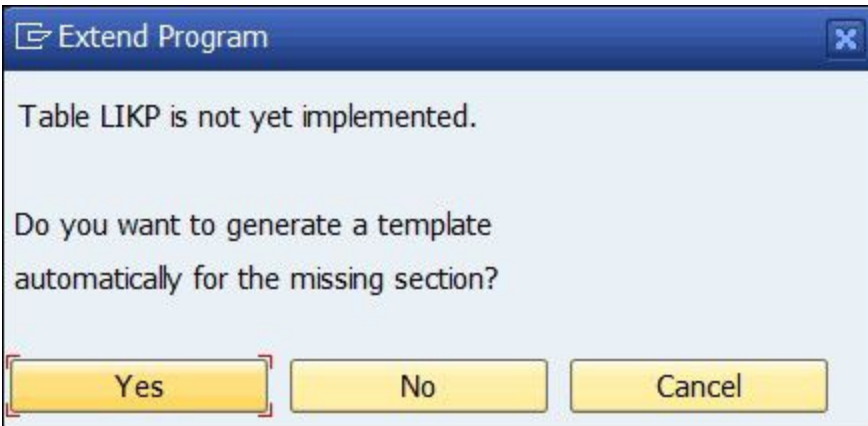 Extend Program
Table LIKP is not yet implemented.
Do you want to generate a template
automatically for the missing section?
Yes No Cancel